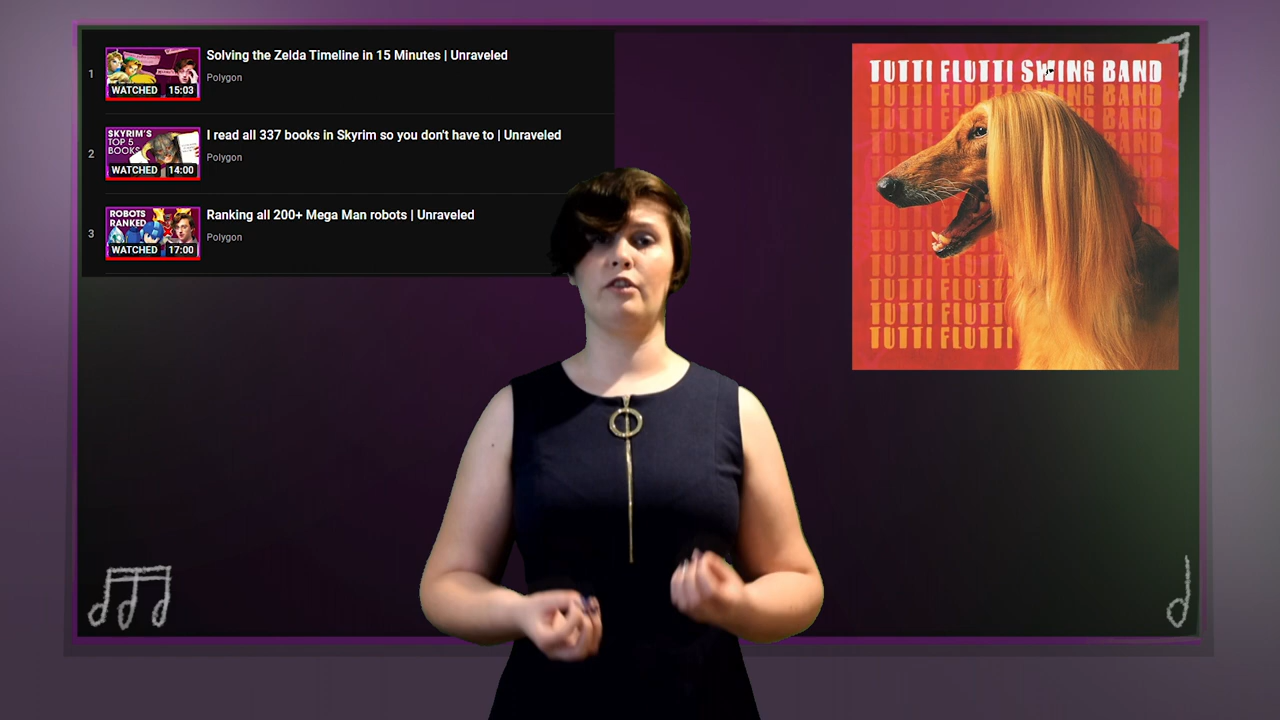 1
Solving the Zelda Timeline in 15 Minutes | Unraveled
Polygon
WATCHED 15:03
2
SKYRIM'S
TOP 5
BOOKS
I read all 337 books in Skyrim so you don't have to | Unraveled
Polygon
WATCHED 14:00
3
ROBOTS
RANKED
Ranking all 200+ Mega Man robots | Unraveled
Polygon
WATCHED 17:00
TUTTI FLUTTI SWING BAND
TUTTI FLUTTI